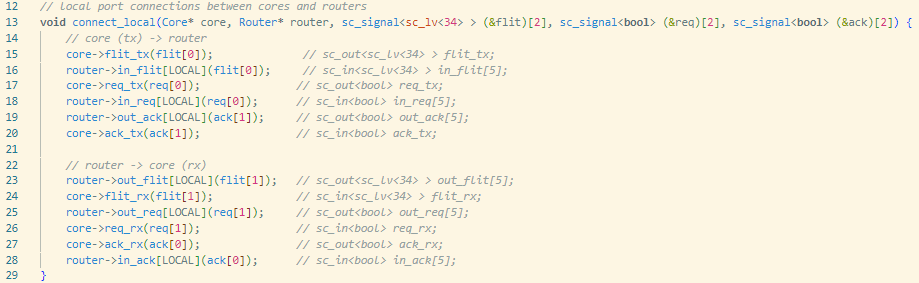 12 // local port connections between cores and routers
13 void connect_local(Core* core, Router* router, sc_signal<sc_lv<34> > (&flit)[2], sc_signal<bool> (&req)[2], sc_signal<bool> (&ack)[2]) {
14 // core (tx) -> router
15 core->flit_tx(flit[0]); // sc_out<sc_lv<34> > flit_tx;
16 router->in_flit[LOCAL](flit[0]); // sc_in<sc_lv<34> > in_flit[5];
17 core->req_tx(req[0]); // sc_out<bool> req_tx;
18 router->in_req[LOCAL](req[0]); // sc_in<bool> in_req[5];
19 router->out_ack[LOCAL](ack[1]); // sc_out<bool> out_ack[5];
20 core->ack_tx(ack[1]); // sc_in<bool> ack_tx;
21
22 // router -> core (rx)
23 router->out_flit[LOCAL](flit[1]); // sc_out<sc_lv<34> > out_flit[5];
24 core->flit_rx(flit[1]); // sc_in<sc_lv<34> > flit_rx;
25 router->out_req[LOCAL](req[1]); // sc_out<bool> out_req[5];
26 core->req_rx(req[1]); // sc_in<bool> req_rx;
27 core->ack_rx(ack[0]); // sc_out<bool> ack_rx;
28 router->in_ack[LOCAL](ack[0]); // sc_in<bool> in_ack[5];
29 }